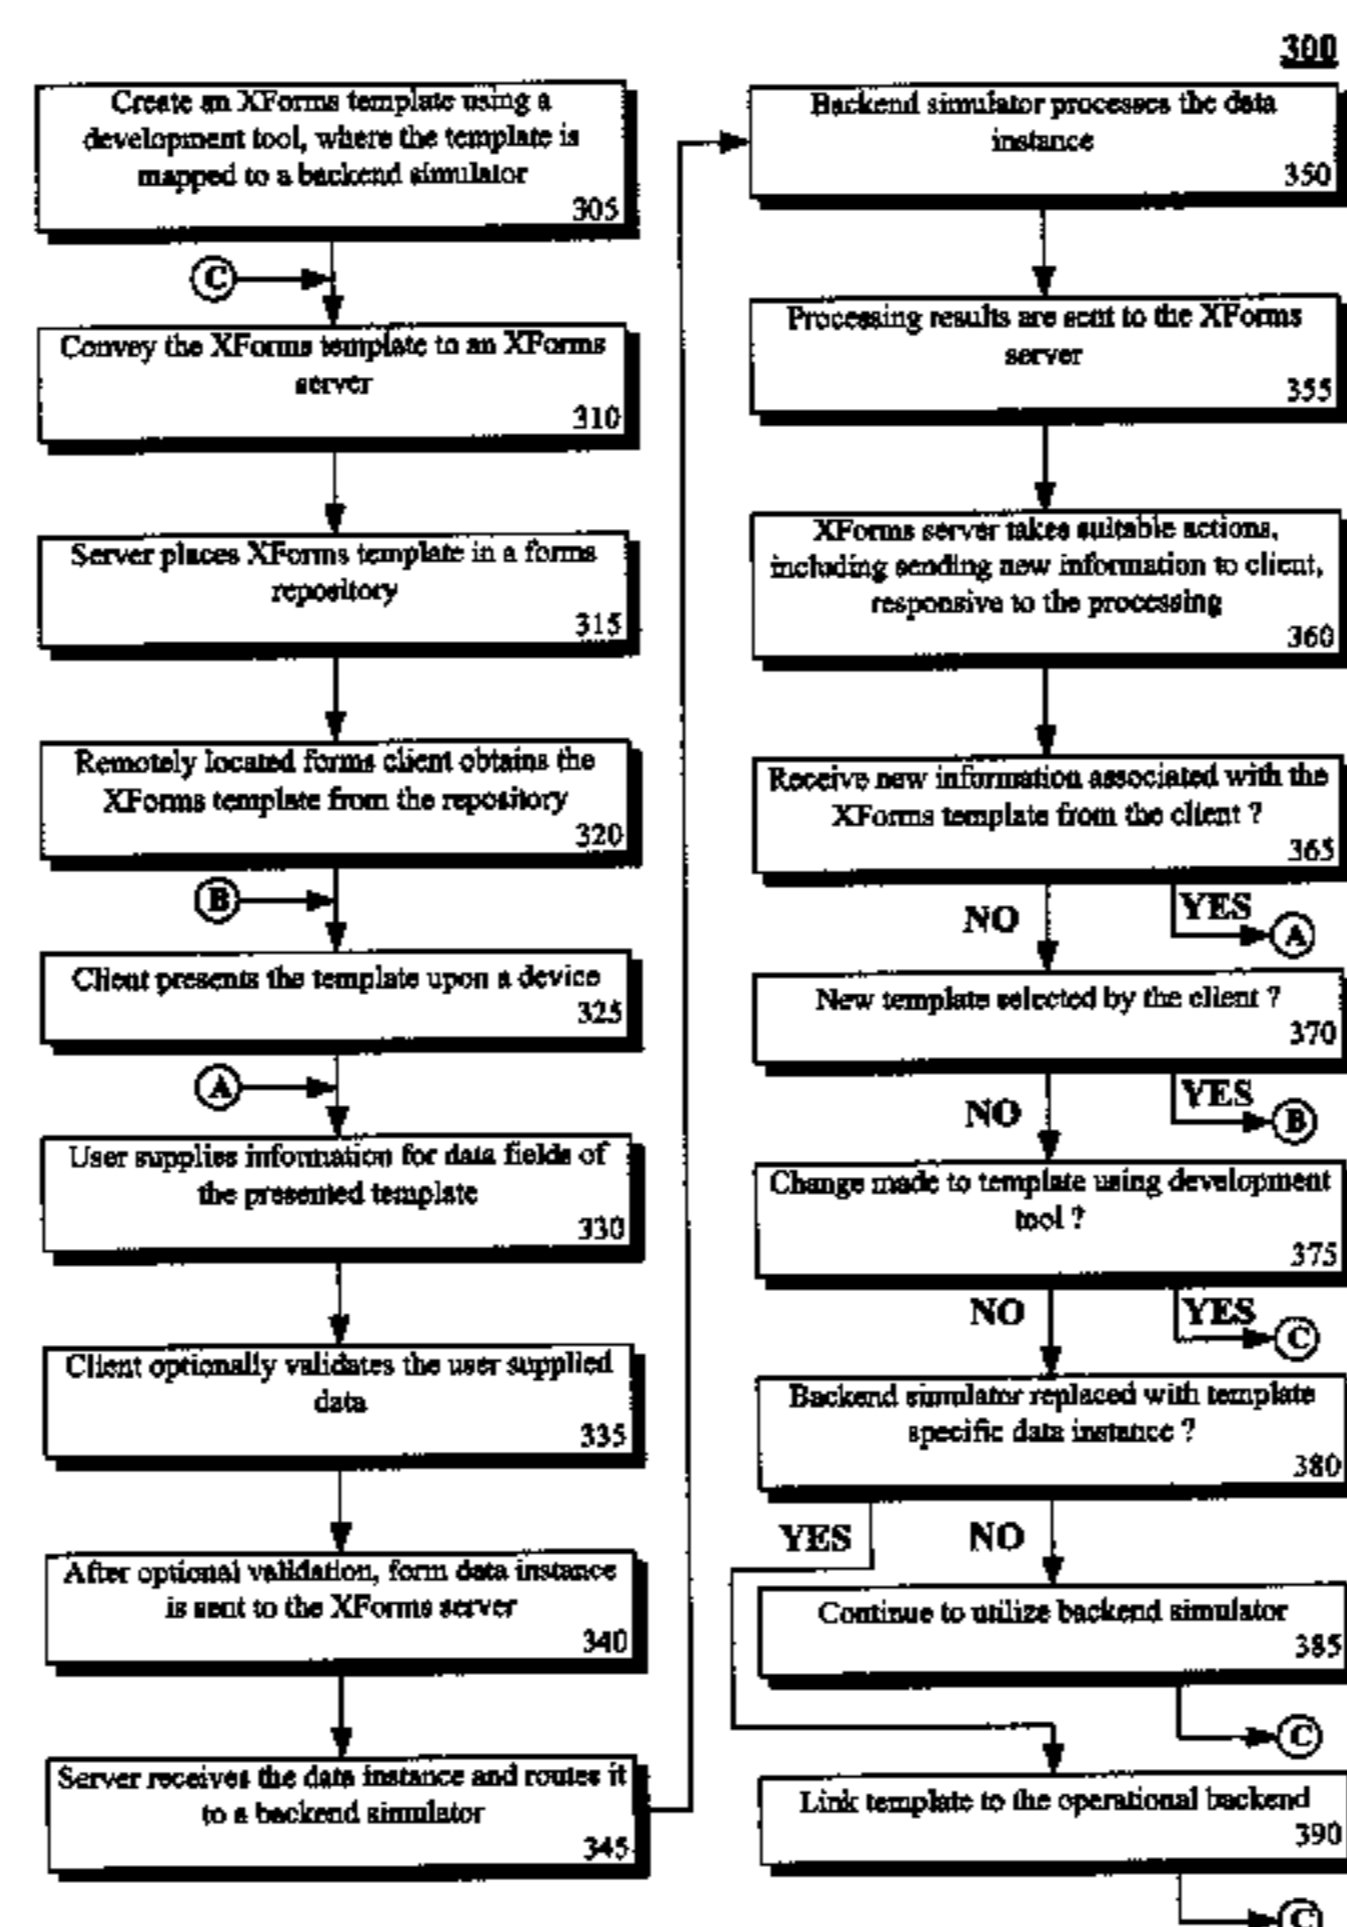 300
Create an XForms template using a
development tool, where the template is
mapped to a backend simulator
305
C
Convey the XForms template to an XForms
server
310
Server places XForms template in a forms
repository
315
Remotely located forms client obtains the
XForms template from the repository
320
B
Client presents the template upon a device
325
A
User supplies information for data fields of
the presented template
330
Client optionally validates the user supplied
data
335
After optional validation, form data instance
is sent to the XForms server
340
Server receives the data instance and routes it
to a backend simulator
345
Backend simulator processes the data
instance
350
Processing results are sent to the XForms
server
355
XForms server takes suitable actions,
including sending new information to client,
responsive to the processing
360
Receive new information associated with the
XForms template from the client ?
365
NO
YES
A
New template selected by the client ?
370
NO
YES
B
Change made to template using development
tool ?
375
NO
YES
C
Backend simulator replaced with template
specific data instance ?
380
YES
NO
Continue to utilize backend simulator
385
C
Link template to the operational backend
390
C